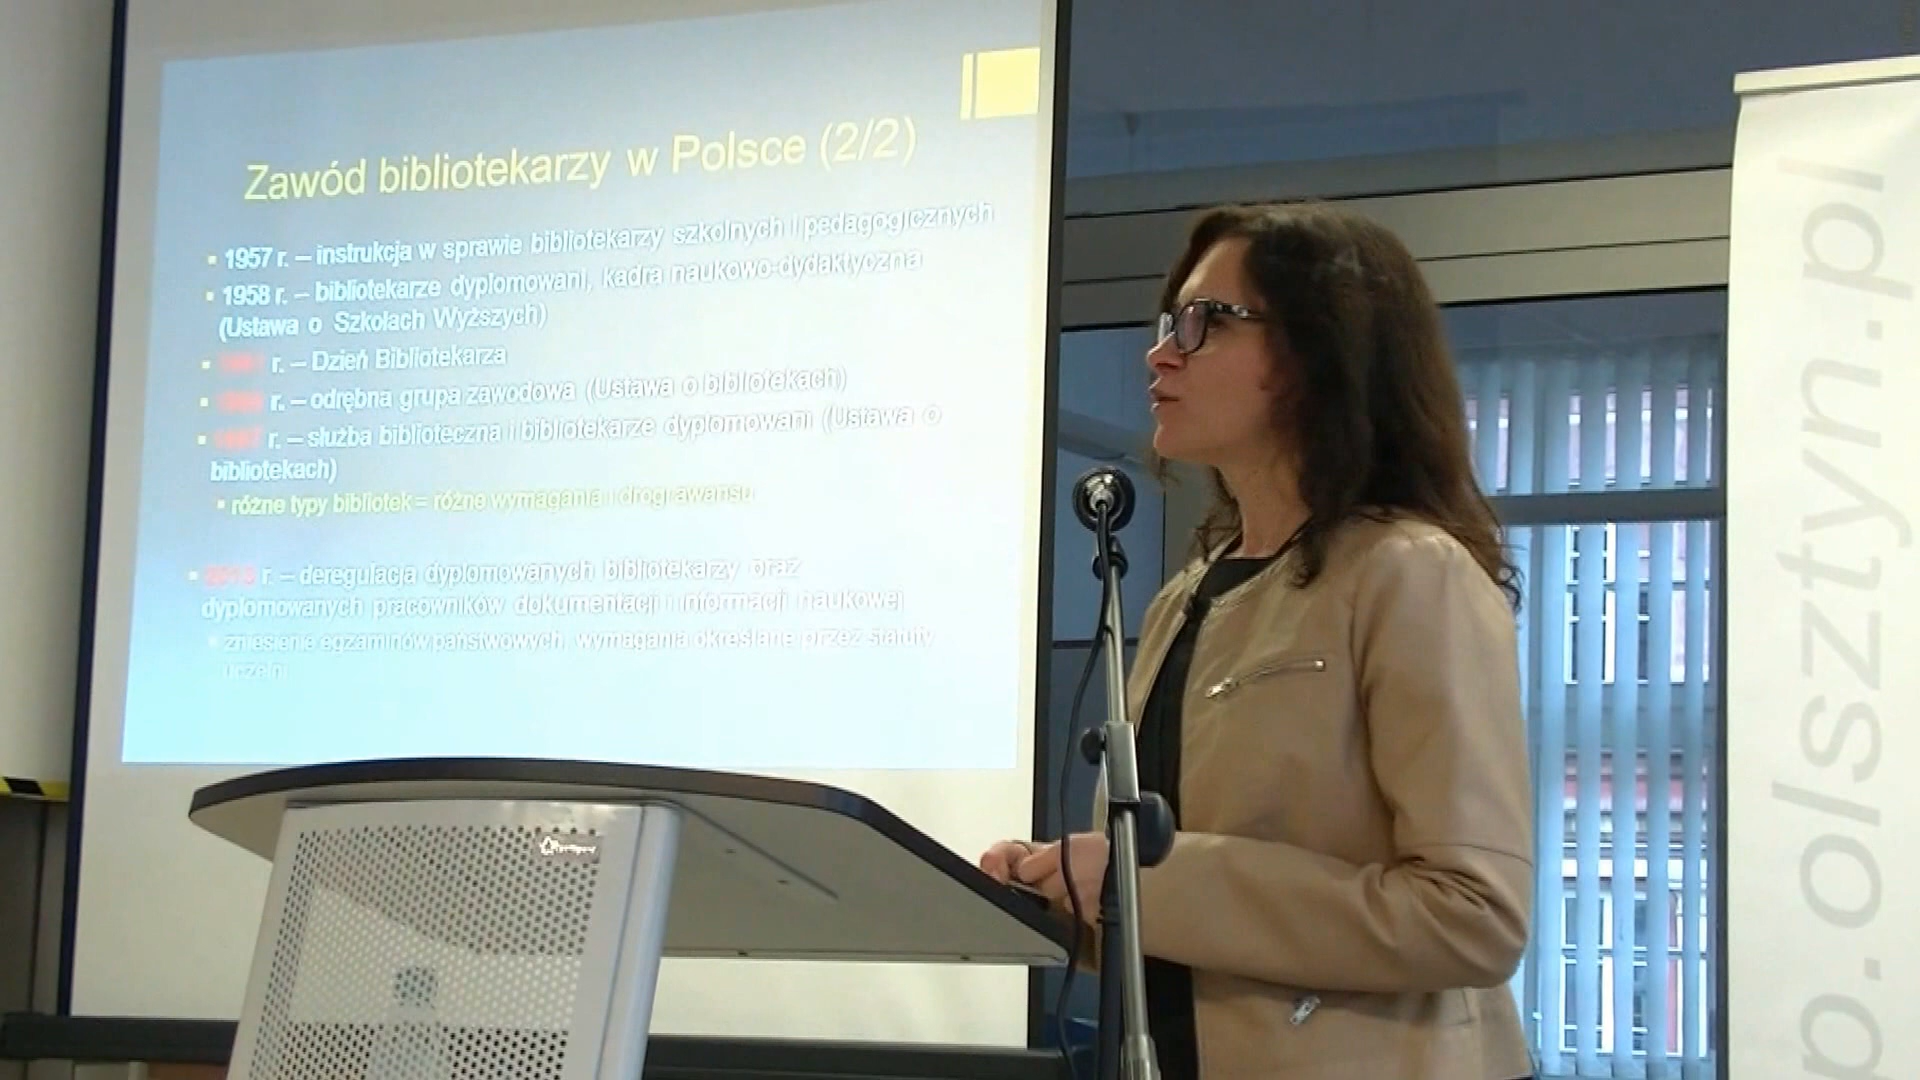 Zawód bibliotekarzy w Polsce (2/2)
1957 r. – instrukcja w sprawie bibliotekarzy szkolnych i pedagogicznych
1958 r. – bibliotekarze dyplomowani, kadra naukowo-dydaktyczna
(Ustawa o Szkołach Wyższych)
r. – Dzień Bibliotekarza
r. – odrębna grupa zawodowa (Ustawa o bibliotekach)
r. – służba biblioteczna i bibliotekarze dyplomowani (Ustawa o
bibliotekach)
różne typy bibliotek = różne wymagania i drogi awansu
2013 r. – deregulacja dyplomowanych bibliotekarzy oraz
dyplomowanych pracowników dokumentacji i informacji naukowej
zniesienie egzaminów państwowych, wymagania określane przez statuty
uczelni
p.olsztyn.pl